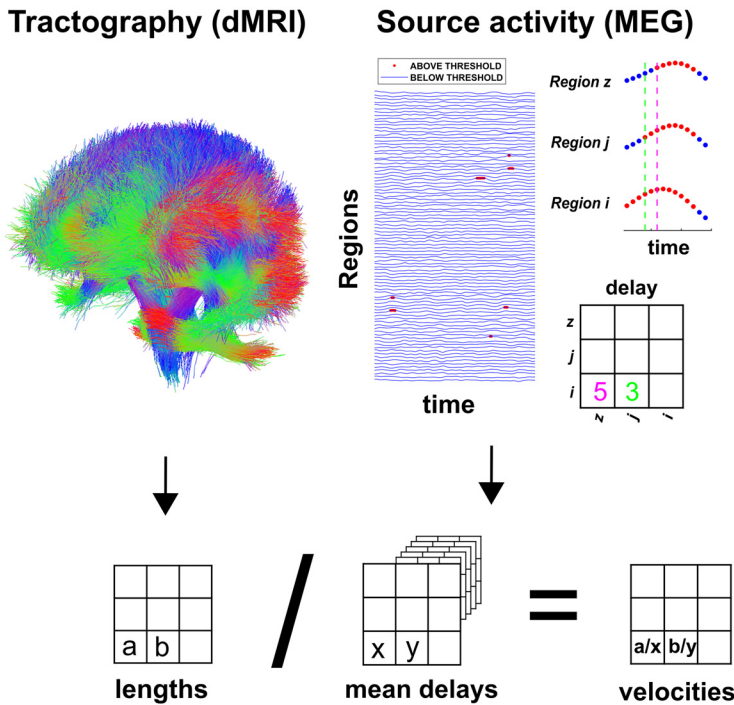 Tractography (dMRI)
Source activity (MEG)
ABOVE THRESHOLD
BELOW THRESHOLD
Regions
time
Region z
Region j
Region i
time
delay
z
j
i 5 3
z j i
a b
lengths
/
x y
mean delays
=
a/x b/y
velocities